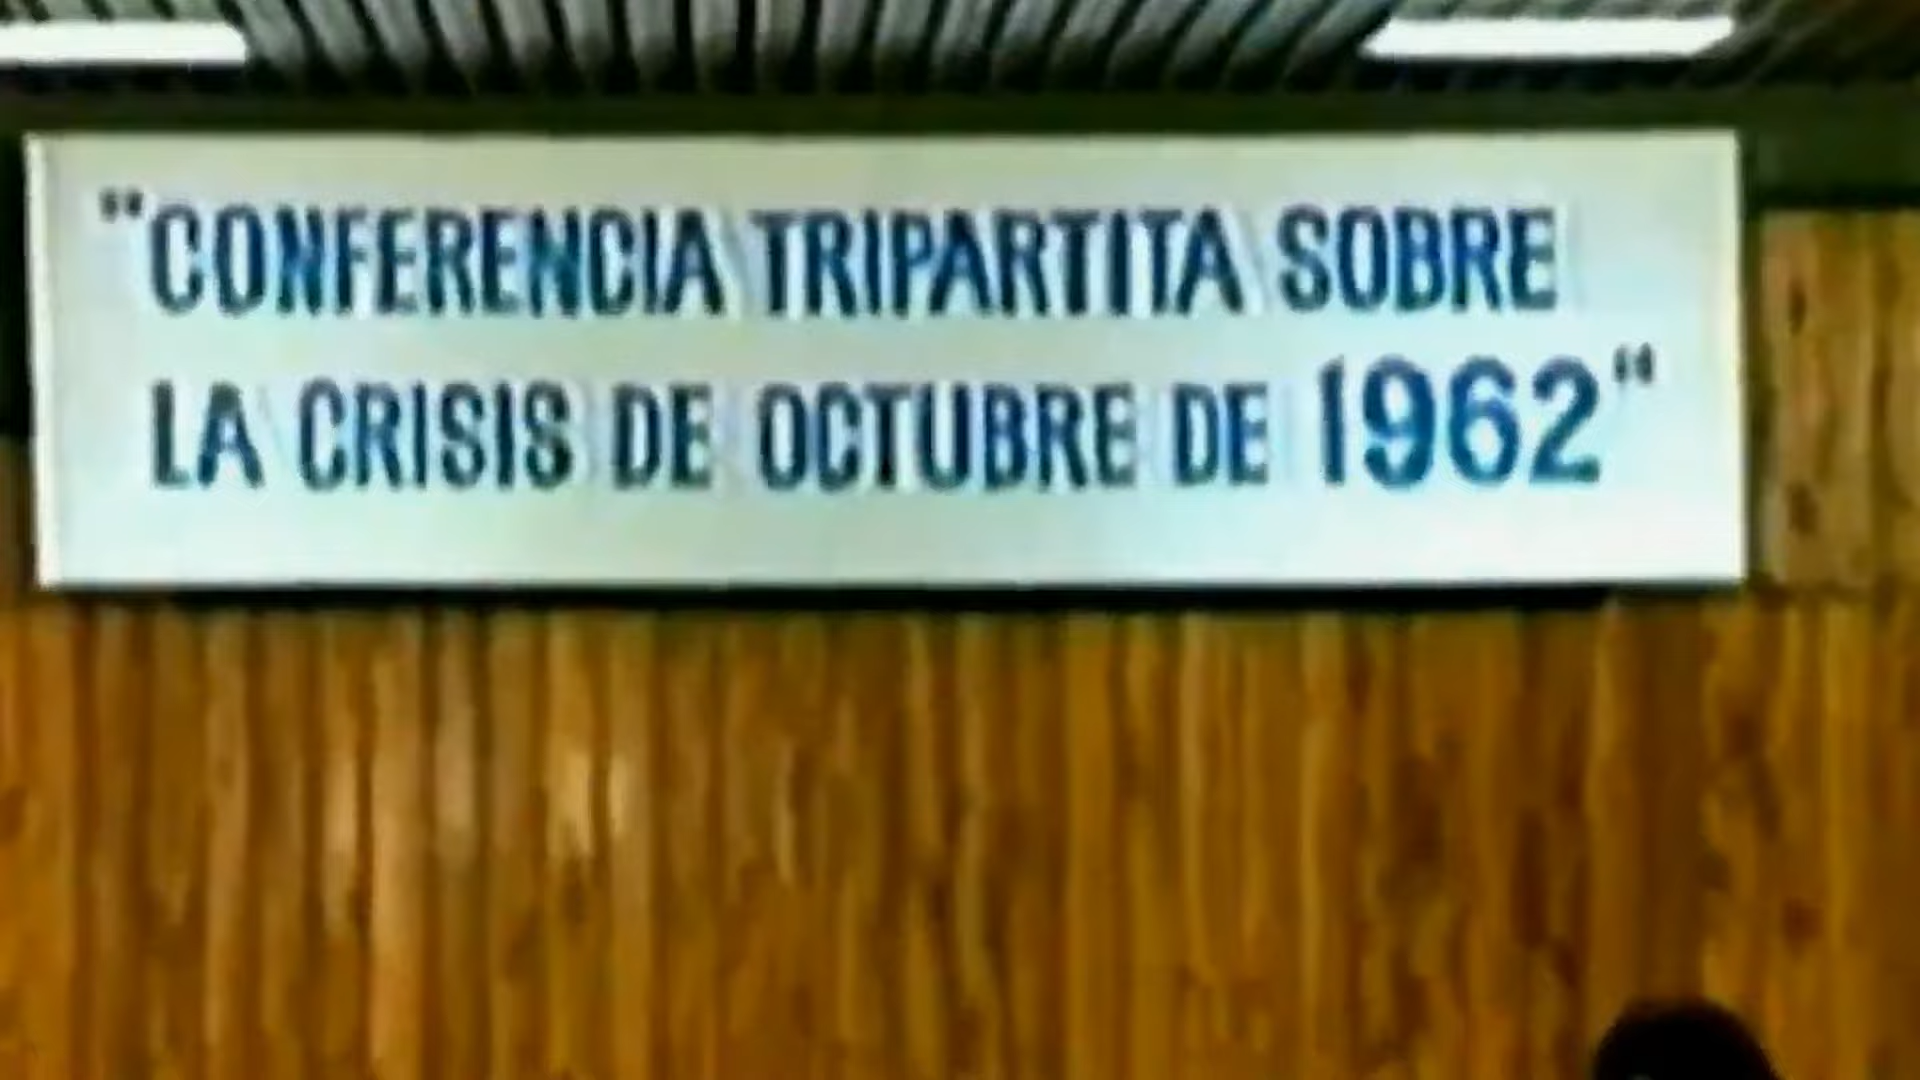 "CONFERENCIA TRIPARTITA SOBRE
LA CRISIS DE OCTUBRE DE 1962"